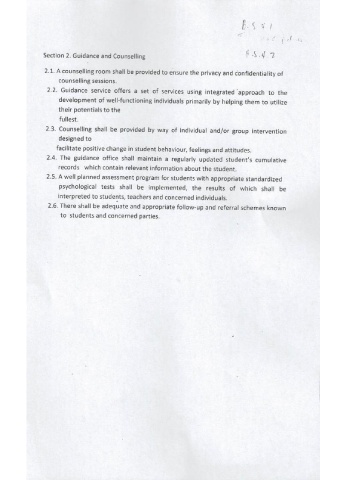 Section 2. Guidance and Counselling
2.1. A counselling room shall be provided to ensure the privacy and confidentiality of
counselling sessions.
2.2. Guidance service offers a set of services using integrated approach to the
development of well-functioning individuals primarily by helping them to utilize
their potentials to the
fullest.
2.3. Counselling shall be provided by way of individual and/or group intervention
designed to
facilitate positive change in student behaviour, feelings and attitudes.
2.4. The guidance office shall maintain a regularly updated student's cumulative
records which contain relevant information about the student.
2.5. A well planned assessment program for students with appropriate standardized
psychological tests shall be implemented, the results of which shall be
interpreted to students, teachers and concerned individuals.
2.6. There shall be adequate and appropriate follow-up and referral schemes known
to students and concerned parties.